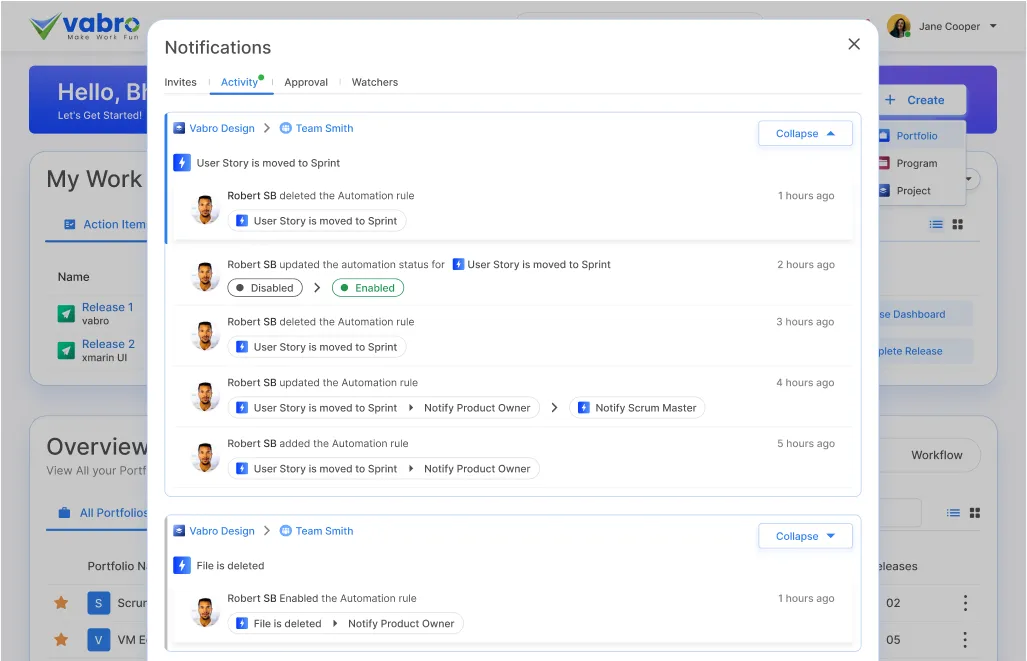 vabro
Make Work Fun
Jane Cooper
Hello, Bh
Let's Get Started!
Create
Portfolio
Program
Project
My Work
Action Item
Name
Release 1
vabro
Release 2
xmarin UI
se Dashboard
plete Release
Overview
View All your Portf
Workflow
All Portfolios
Portfolio Na
eleases
S
Scrum
02
V
VM Ec
05
Notifications
Invites
Activity
Approval
Watchers
Vabro Design
Team Smith
Collapse
User Story is moved to Sprint
Robert SB deleted the Automation rule
1 hours ago
User Story is moved to Sprint
Robert SB updated the automation status for User Story is moved to Sprint
2 hours ago
Disabled
Enabled
Robert SB deleted the Automation rule
3 hours ago
User Story is moved to Sprint
Robert SB updated the Automation rule
4 hours ago
User Story is moved to Sprint Notify Product Owner
Notify Scrum Master
Robert SB added the Automation rule
5 hours ago
User Story is moved to Sprint Notify Product Owner
Vabro Design
Team Smith
Collapse
File is deleted
Robert SB Enabled the Automation rule
1 hours ago
File is deleted Notify Product Owner